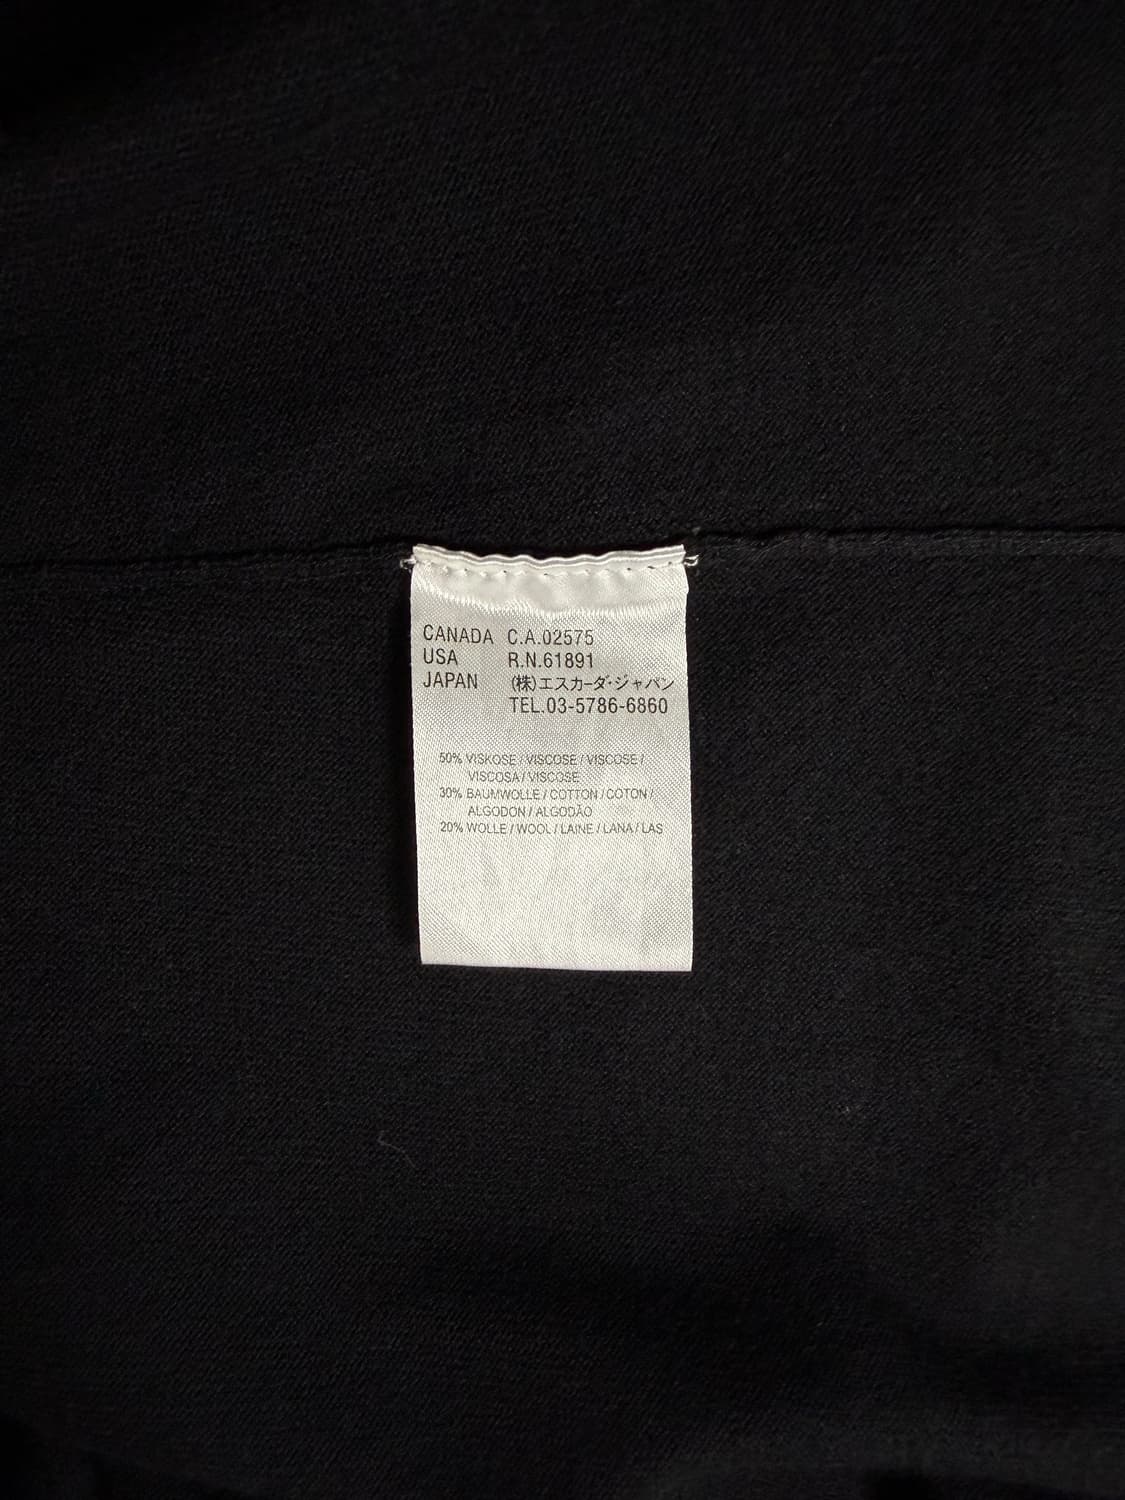 CANADA C.A.02575
USA R.N.61891
JAPAN (株)エスカーダ・ジャパン
TEL.03-5786-6860
50% VISKOSE / VISCOSE / VISCOSE /
VISCOSA / VISCOSE
30% BAUMWOLLE / COTTON / COTON /
ALGODON / ALGODÃO
20% WOLLE / WOOL / LAINE / LANA / LAS